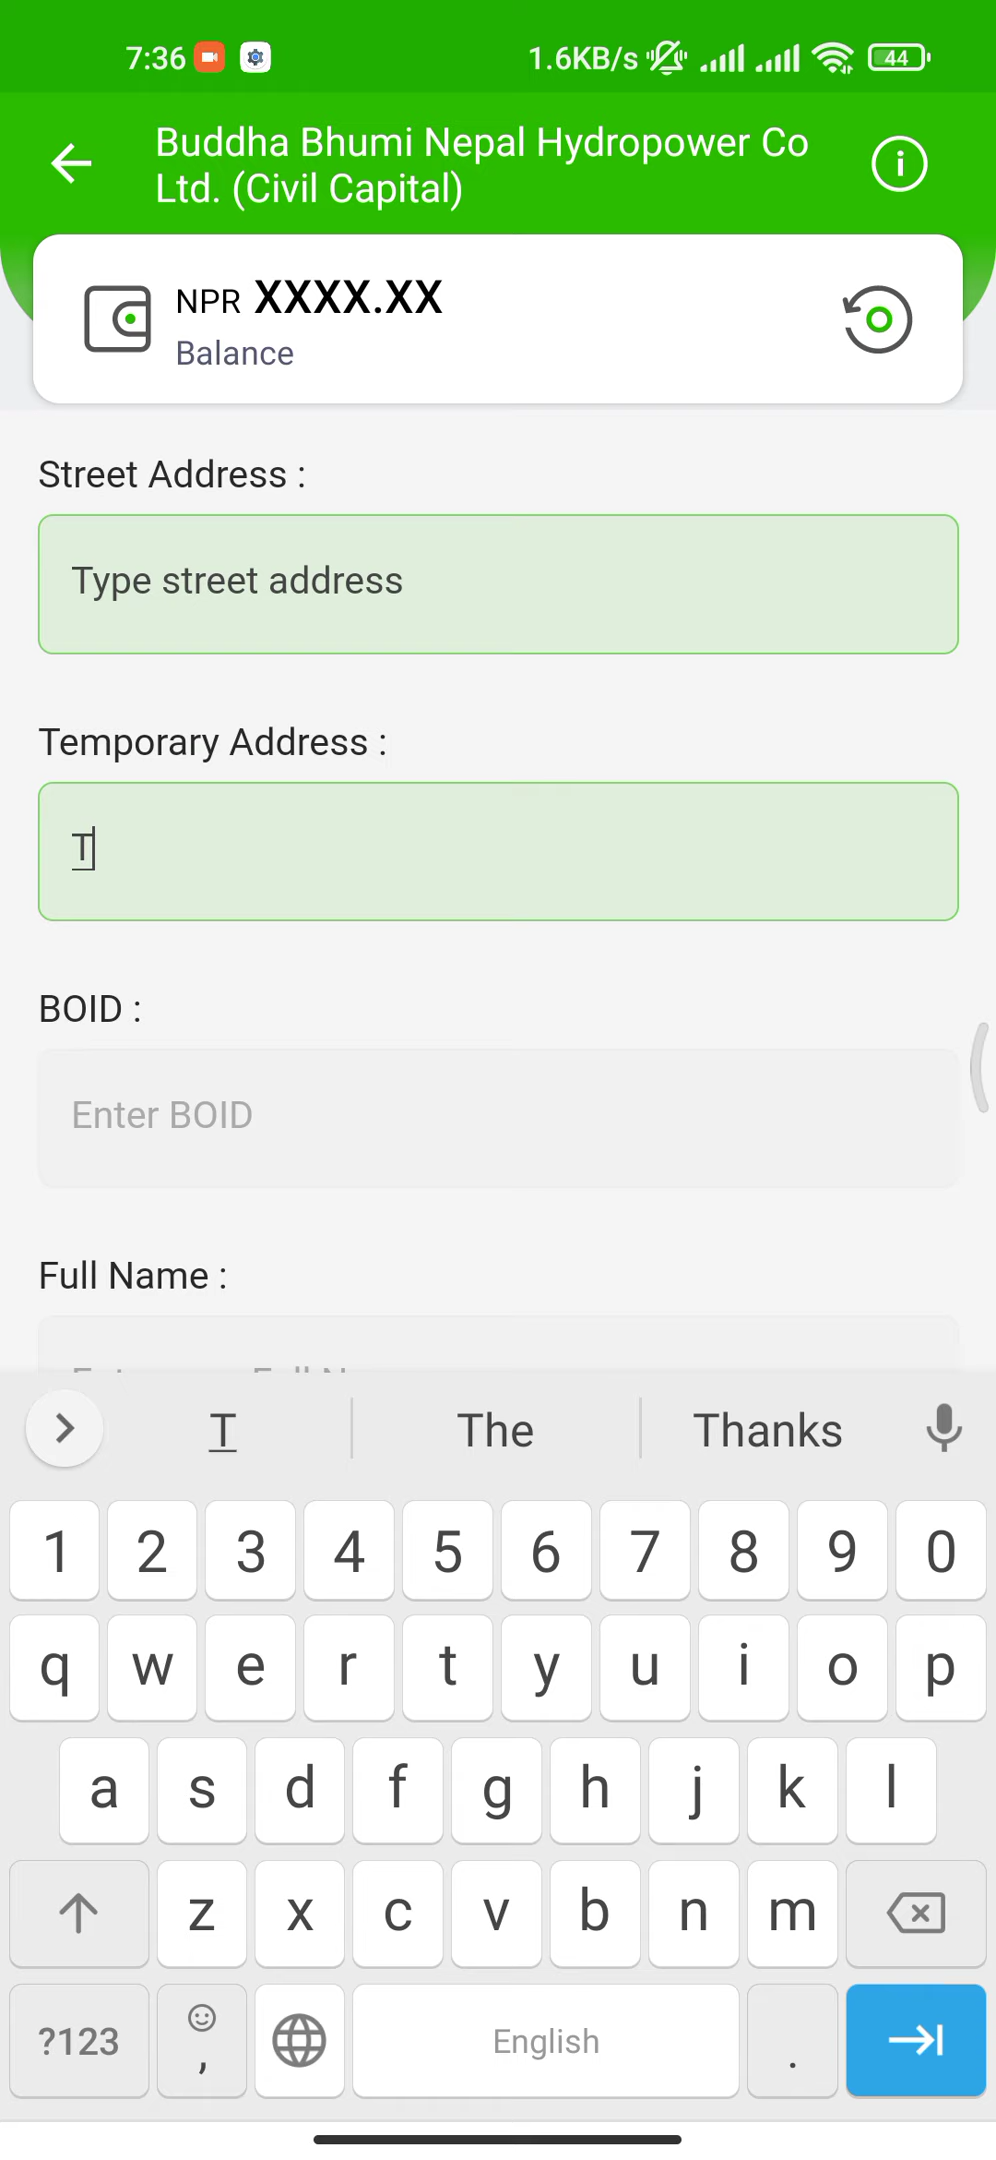 7:36 1.6KB/s 44
Buddha Bhumi Nepal Hydropower Co
Ltd. (Civil Capital)
NPR XXXX.XX
Balance
Street Address :
Type street address
Temporary Address :
T
BOID :
Enter BOID
Full Name :
T The Thanks
1 2 3 4 5 6 7 8 9 0
q w e r t y u i o p
a s d f g h j k l
z x c v b n m
?123 , English .